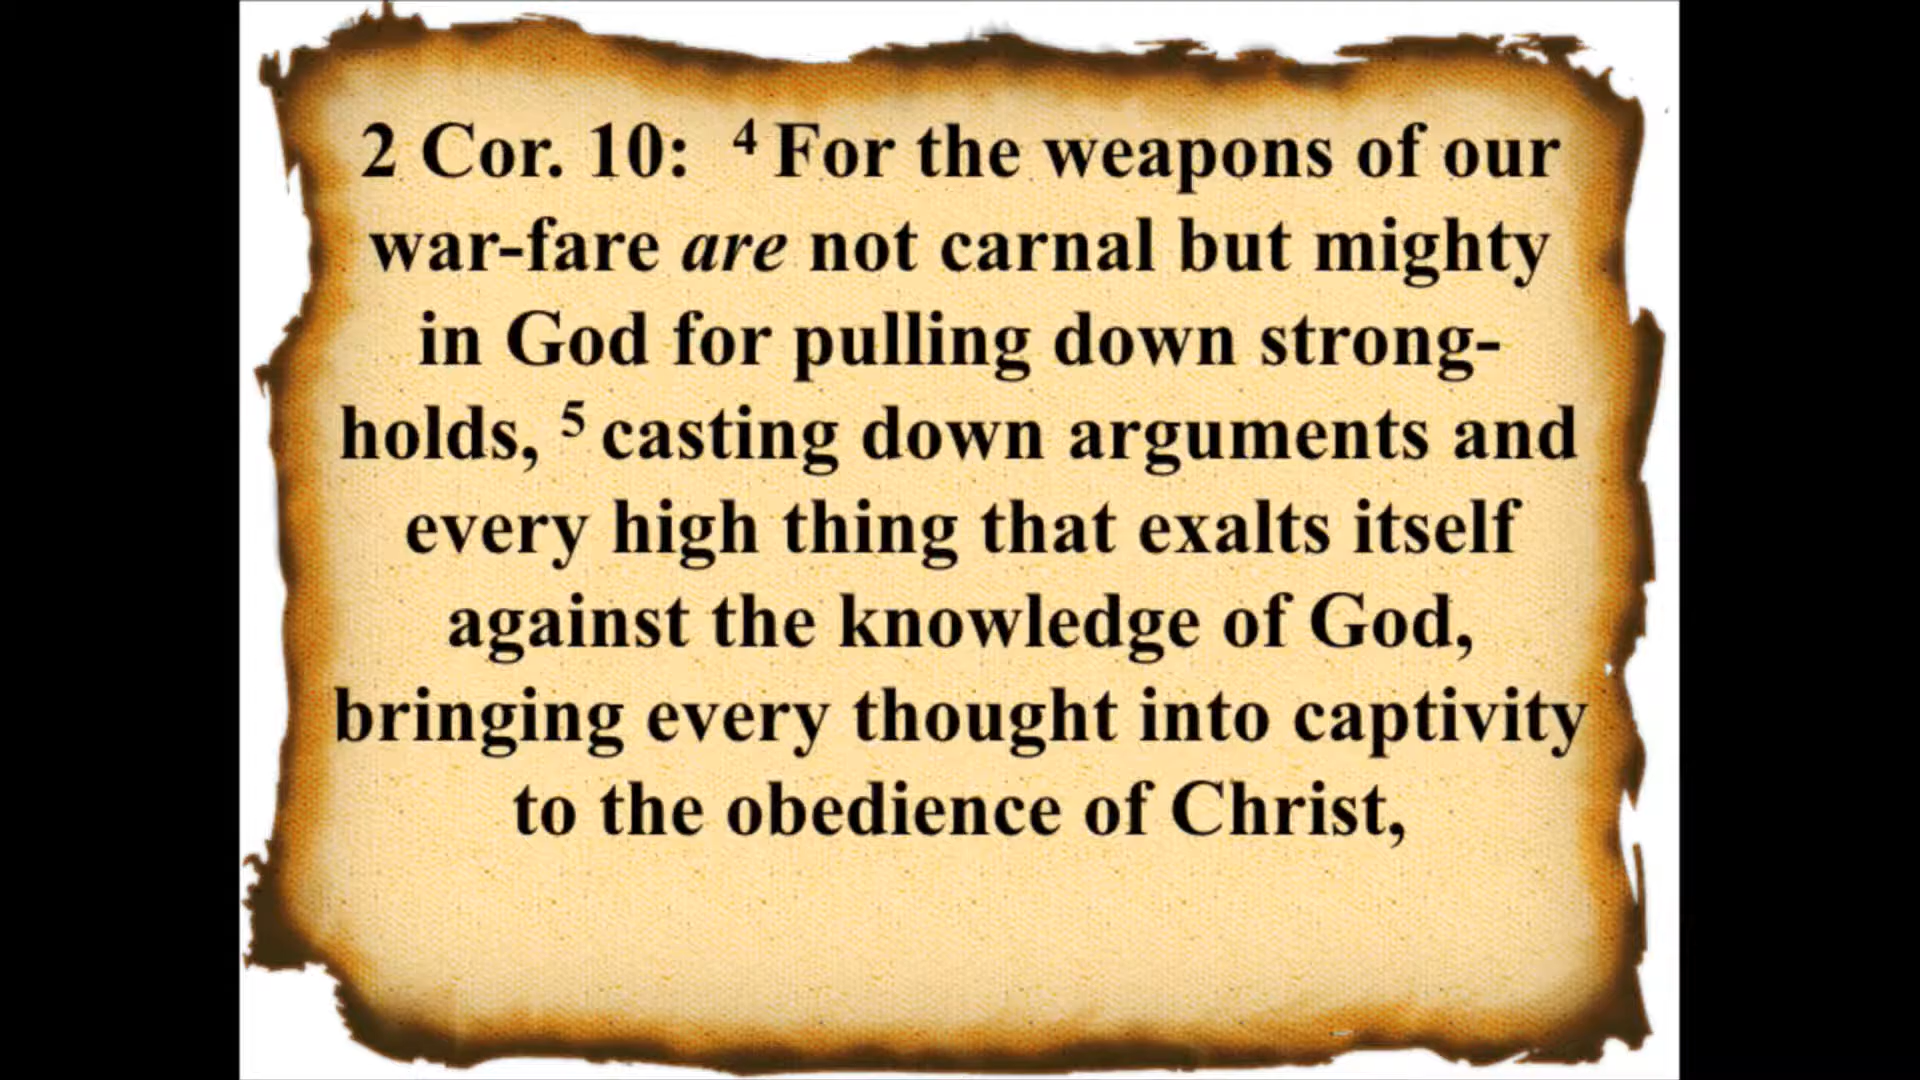 2 Cor. 10: ⁴ For the weapons of our
war-fare are not carnal but mighty
in God for pulling down strong-
holds, ⁵ casting down arguments and
every high thing that exalts itself
against the knowledge of God,
bringing every thought into captivity
to the obedience of Christ,